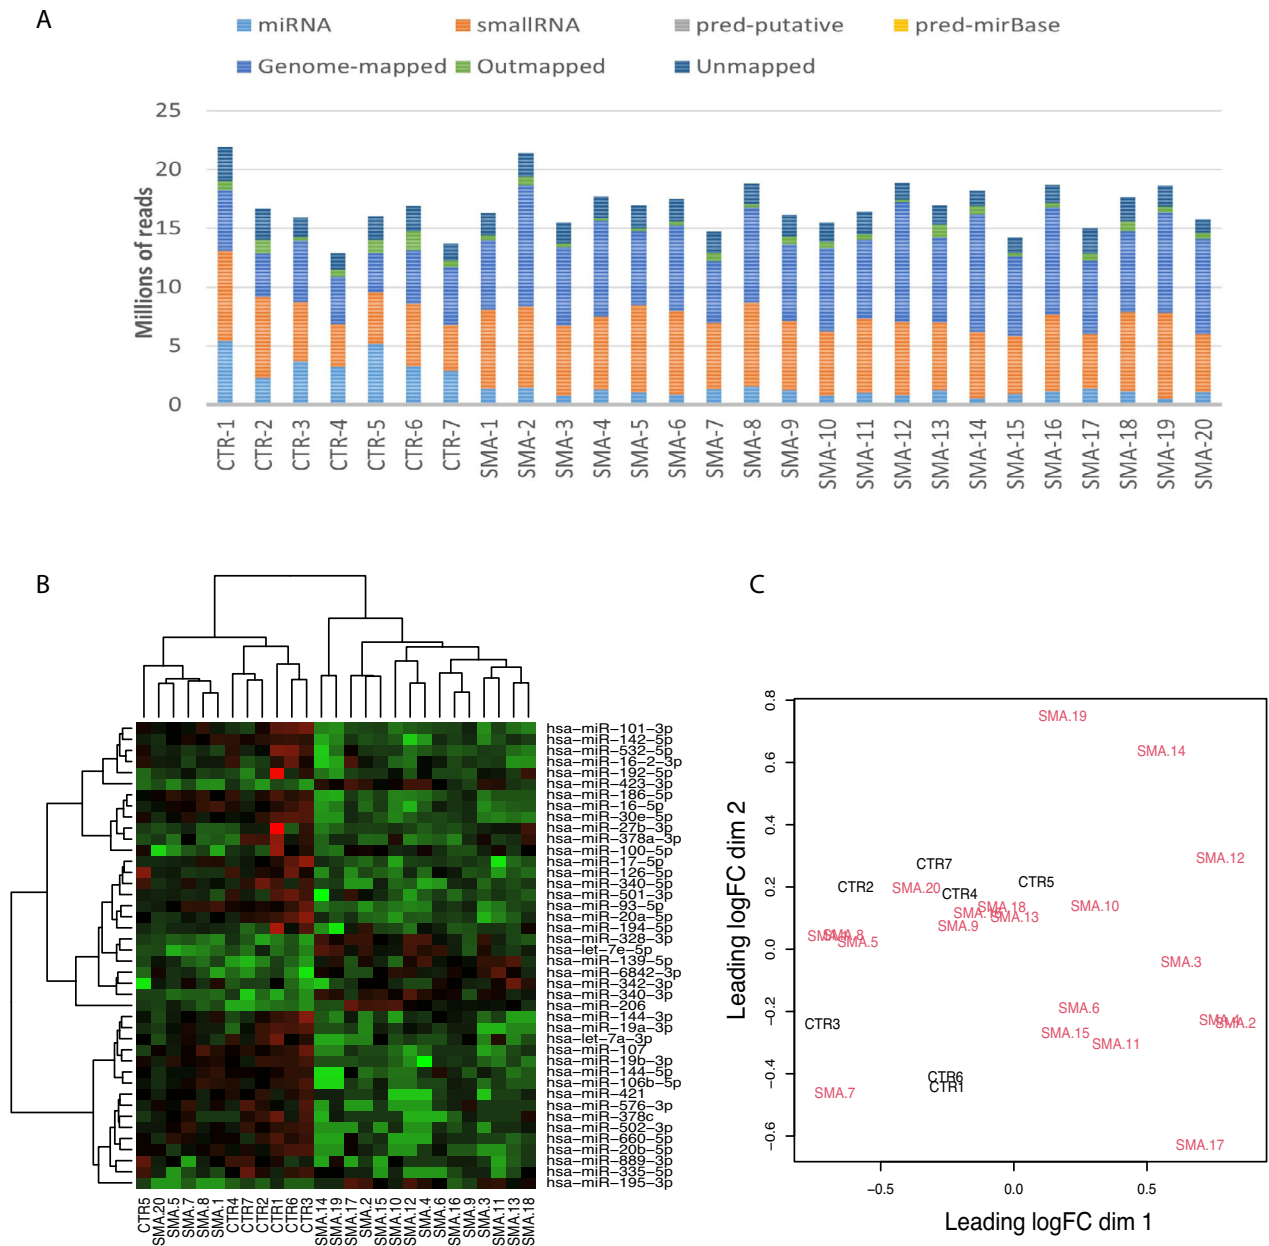 A
miRNA smallRNA pred-putative pred-mirBase
Genome-mapped Outmapped Unmapped
Millions of reads
25
20
15
10
5
0
CTR-1 CTR-2 CTR-3 CTR-4 CTR-5 CTR-6 CTR-7 SMA-1 SMA-2 SMA-3 SMA-4 SMA-5 SMA-6 SMA-7 SMA-8 SMA-9 SMA-10 SMA-11 SMA-12 SMA-13 SMA-14 SMA-15 SMA-16 SMA-17 SMA-18 SMA-19 SMA-20
B
hsa-miR-101-3p
hsa-miR-142-5p
hsa-miR-532-5p
hsa-miR-16-2-3p
hsa-miR-192-5p
hsa-miR-423-3p
hsa-miR-186-5p
hsa-miR-16-5p
hsa-miR-30e-5p
hsa-miR-27b-3p
hsa-miR-378a-3p
hsa-miR-100-5p
hsa-miR-17-5p
hsa-miR-126-5p
hsa-miR-340-5p
hsa-miR-501-3p
hsa-miR-93-5p
hsa-miR-20a-5p
hsa-miR-194-5p
hsa-miR-328-3p
hsa-let-7e-5p
hsa-miR-139-5p
hsa-miR-6842-3p
hsa-miR-342-3p
hsa-miR-340-3p
hsa-miR-206
hsa-miR-144-3p
hsa-miR-19a-3p
hsa-let-7a-3p
hsa-miR-107
hsa-miR-19b-3p
hsa-miR-144-5p
hsa-miR-106b-5p
hsa-miR-421
hsa-miR-576-3p
hsa-miR-378c
hsa-miR-502-3p
hsa-miR-660-5p
hsa-miR-20b-5p
hsa-miR-889-3p
hsa-miR-335-5p
hsa-miR-195-3p
CTR5 SMA.20 SMA.5 SMA.7 SMA.8 SMA.1 CTR4 CTR7 CTR2 CTR1 CTR6 CTR3 SMA.14 SMA.19 SMA.17 SMA.2 SMA.15 SMA.10 SMA.12 SMA.4 SMA.6 SMA.16 SMA.9 SMA.3 SMA.11 SMA.13 SMA.18
C
Leading logFC dim 2
0.8
0.6
0.4
0.2
0.0
−0.2
−0.4
−0.6
SMA.19
SMA.14
SMA.12
CTR7
CTR2 SMA.20 CTR4 CTR5
SMA.18 SMA.10
SMA.13
SMA.9
SMA.8
SMA.5
SMA.3
SMA.6
CTR3 SMA.4 SMA.2
SMA.15
SMA.11
CTR6
CTR1
SMA.7
SMA.17
−0.5 0.0 0.5
Leading logFC dim 1